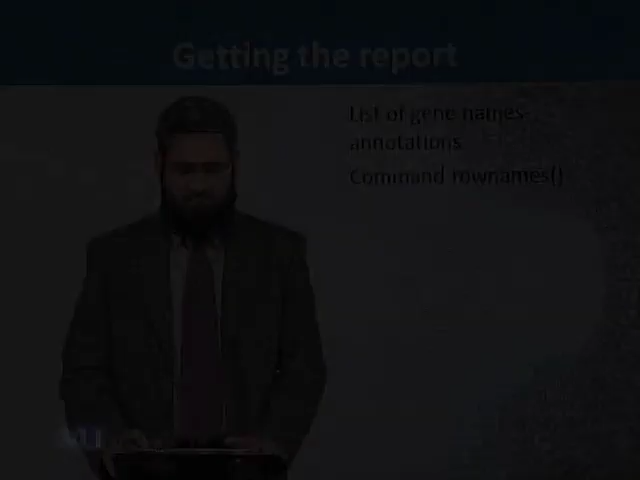 Getting the report
List of gene names
annotations
Command rownames()